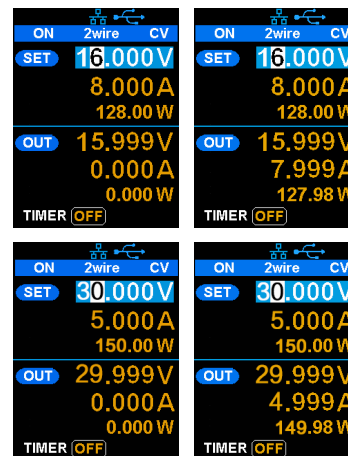 ON 2wire CV
SET 16.000V
8.000A
128.00 W
OUT 15.999V
0.000A
0.000 W
TIMER OFF
ON 2wire CV
SET 16.000V
8.000A
128.00 W
OUT 15.999V
7.999A
127.98 W
TIMER OFF
ON 2wire CV
SET 30.000V
5.000A
150.00 W
OUT 29.999V
0.000A
0.000 W
TIMER OFF
ON 2wire CV
SET 30.000V
5.000A
150.00 W
OUT 29.999V
4.999A
149.98 W
TIMER OFF